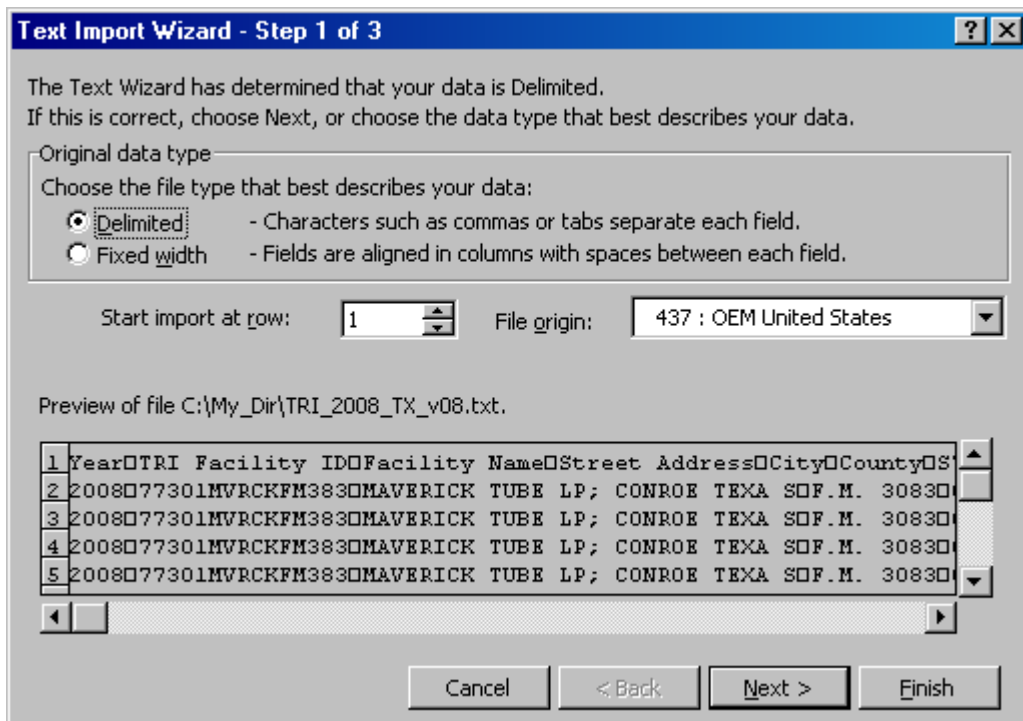 Text Import Wizard - Step 1 of 3
The Text Wizard has determined that your data is Delimited.
If this is correct, choose Next, or choose the data type that best describes your data.
Original data type
Choose the file type that best describes your data:
Delimited - Characters such as commas or tabs separate each field.
Fixed width - Fields are aligned in columns with spaces between each field.
Start import at row: 1 File origin: 437 : OEM United States
Preview of file C:\My_Dir\TRI_2008_TX_v08.txt.
1 Year□TRI Facility ID□Facility Name□Street Address□City□County□S
2 2008□77301MVRCKFM383□MAVERICK TUBE LP; CONROE TEXA S□F.M. 3083□
3 2008□77301MVRCKFM383□MAVERICK TUBE LP; CONROE TEXA S□F.M. 3083□
4 2008□77301MVRCKFM383□MAVERICK TUBE LP; CONROE TEXA S□F.M. 3083□
5 2008□77301MVRCKFM383□MAVERICK TUBE LP; CONROE TEXA S□F.M. 3083□
Cancel < Back Next > Finish